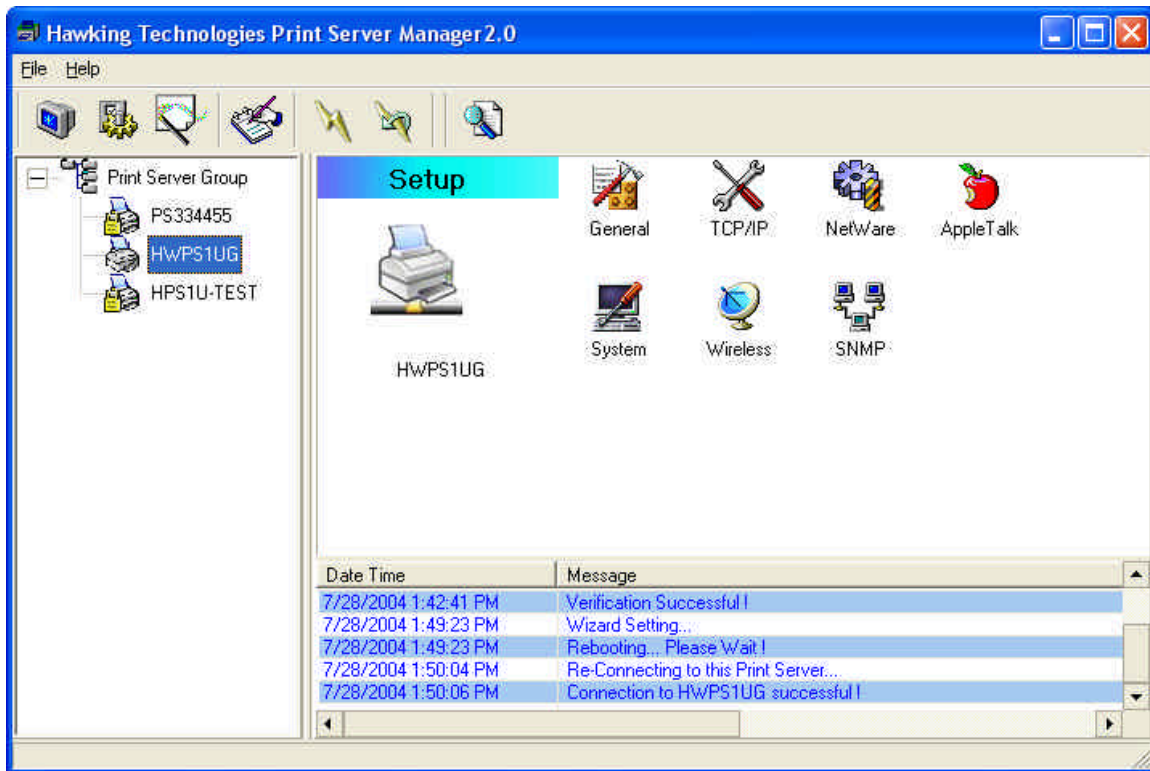 Hawking Technologies Print Server Manager2.0
File Help
Print Server Group
PS334455
HWPS1UG
HPS1U-TEST
Setup
HWPS1UG
General TCP/IP NetWare AppleTalk
System Wireless SNMP
Date Time Message
7/28/2004 1:42:41 PM Verification Successful !
7/28/2004 1:49:23 PM Wizard Setting...
7/28/2004 1:49:23 PM Rebooting... Please Wait !
7/28/2004 1:50:04 PM Re-Connecting to this Print Server...
7/28/2004 1:50:06 PM Connection to HWPS1UG successful !